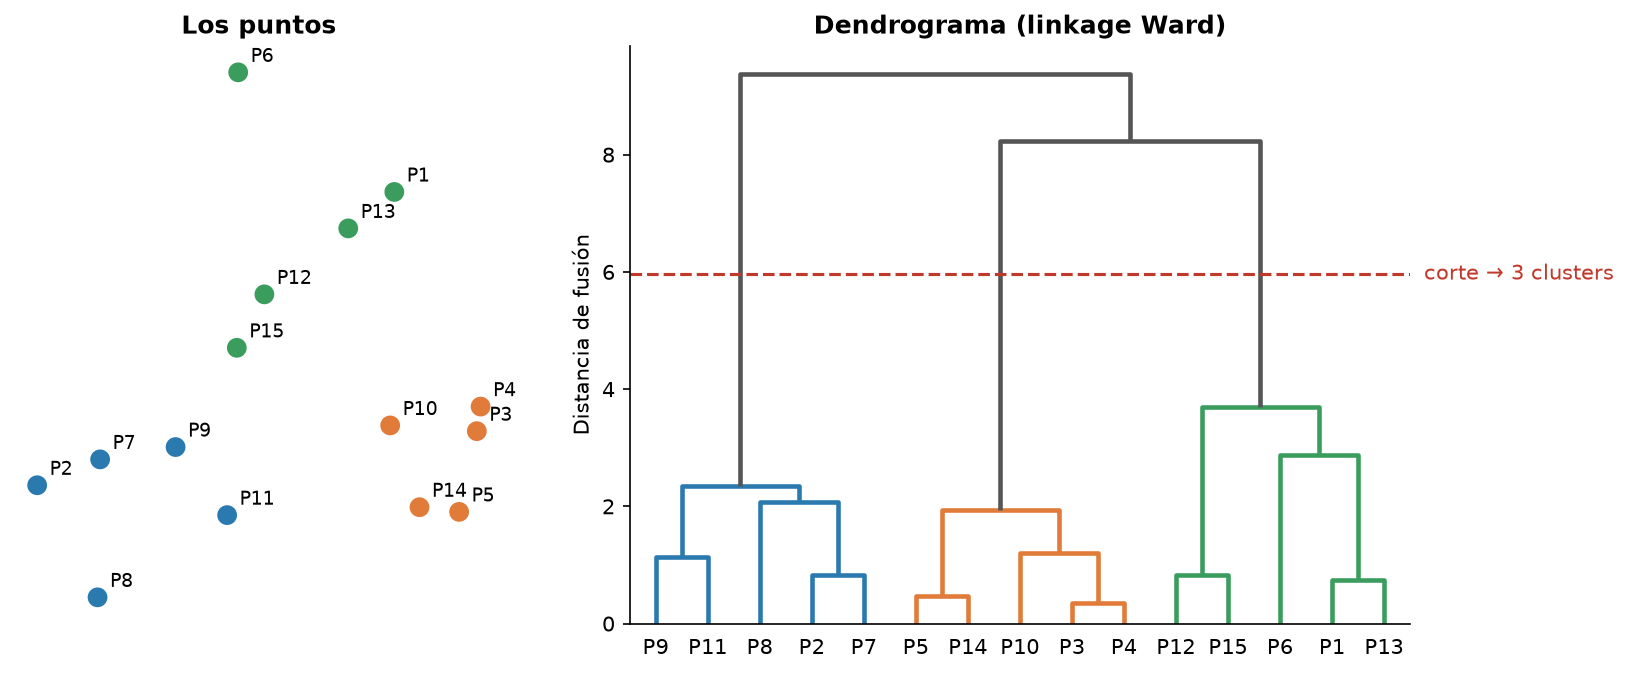 Los puntos
P6
P1
P13
P12
P15
P4
P10
P3
P9
P7
P2
P14 P5
P11
P8
Dendrograma (linkage Ward)
Distancia de fusión
8
6
4
2
0
corte → 3 clusters
P9 P11 P8 P2 P7 P5 P14 P10 P3 P4 P12 P15 P6 P1 P13